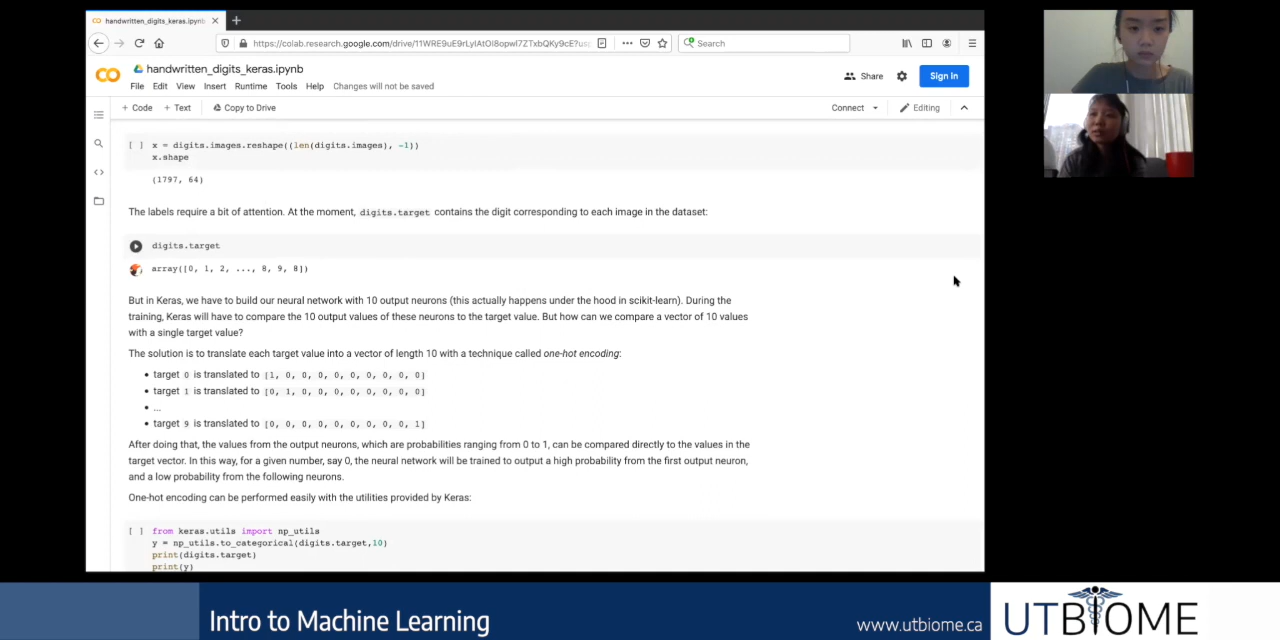 handwritten_digits_keras.ipynb
https://colab.research.google.com/drive/11WRE9uE9rLyIAtOI8opwI7ZTxbQKy9cE?us
Search
handwritten_digits_keras.ipynb
File Edit View Insert Runtime Tools Help Changes will not be saved
Share
Sign in
+ Code + Text Copy to Drive
Connect Editing
[ ] x = digits.images.reshape((len(digits.images), -1))
x.shape
(1797, 64)
The labels require a bit of attention. At the moment, digits.target contains the digit corresponding to each image in the dataset:
digits.target
array([0, 1, 2, ..., 8, 9, 8])
But in Keras, we have to build our neural network with 10 output neurons (this actually happens under the hood in scikit-learn). During the
training, Keras will have to compare the 10 output values of these neurons to the target value. But how can we compare a vector of 10 values
with a single target value?
The solution is to translate each target value into a vector of length 10 with a technique called one-hot encoding:
• target 0 is translated to [1, 0, 0, 0, 0, 0, 0, 0, 0, 0]
• target 1 is translated to [0, 1, 0, 0, 0, 0, 0, 0, 0, 0]
• ...
• target 9 is translated to [0, 0, 0, 0, 0, 0, 0, 0, 0, 1]
After doing that, the values from the output neurons, which are probabilities ranging from 0 to 1, can be compared directly to the values in the
target vector. In this way, for a given number, say 0, the neural network will be trained to output a high probability from the first output neuron,
and a low probability from the following neurons.
One-hot encoding can be performed easily with the utilities provided by Keras:
[ ] from keras.utils import np_utils
y = np_utils.to_categorical(digits.target,10)
print(digits.target)
print(y)
Intro to Machine Learning
www.utbiome.ca
UTBIOME